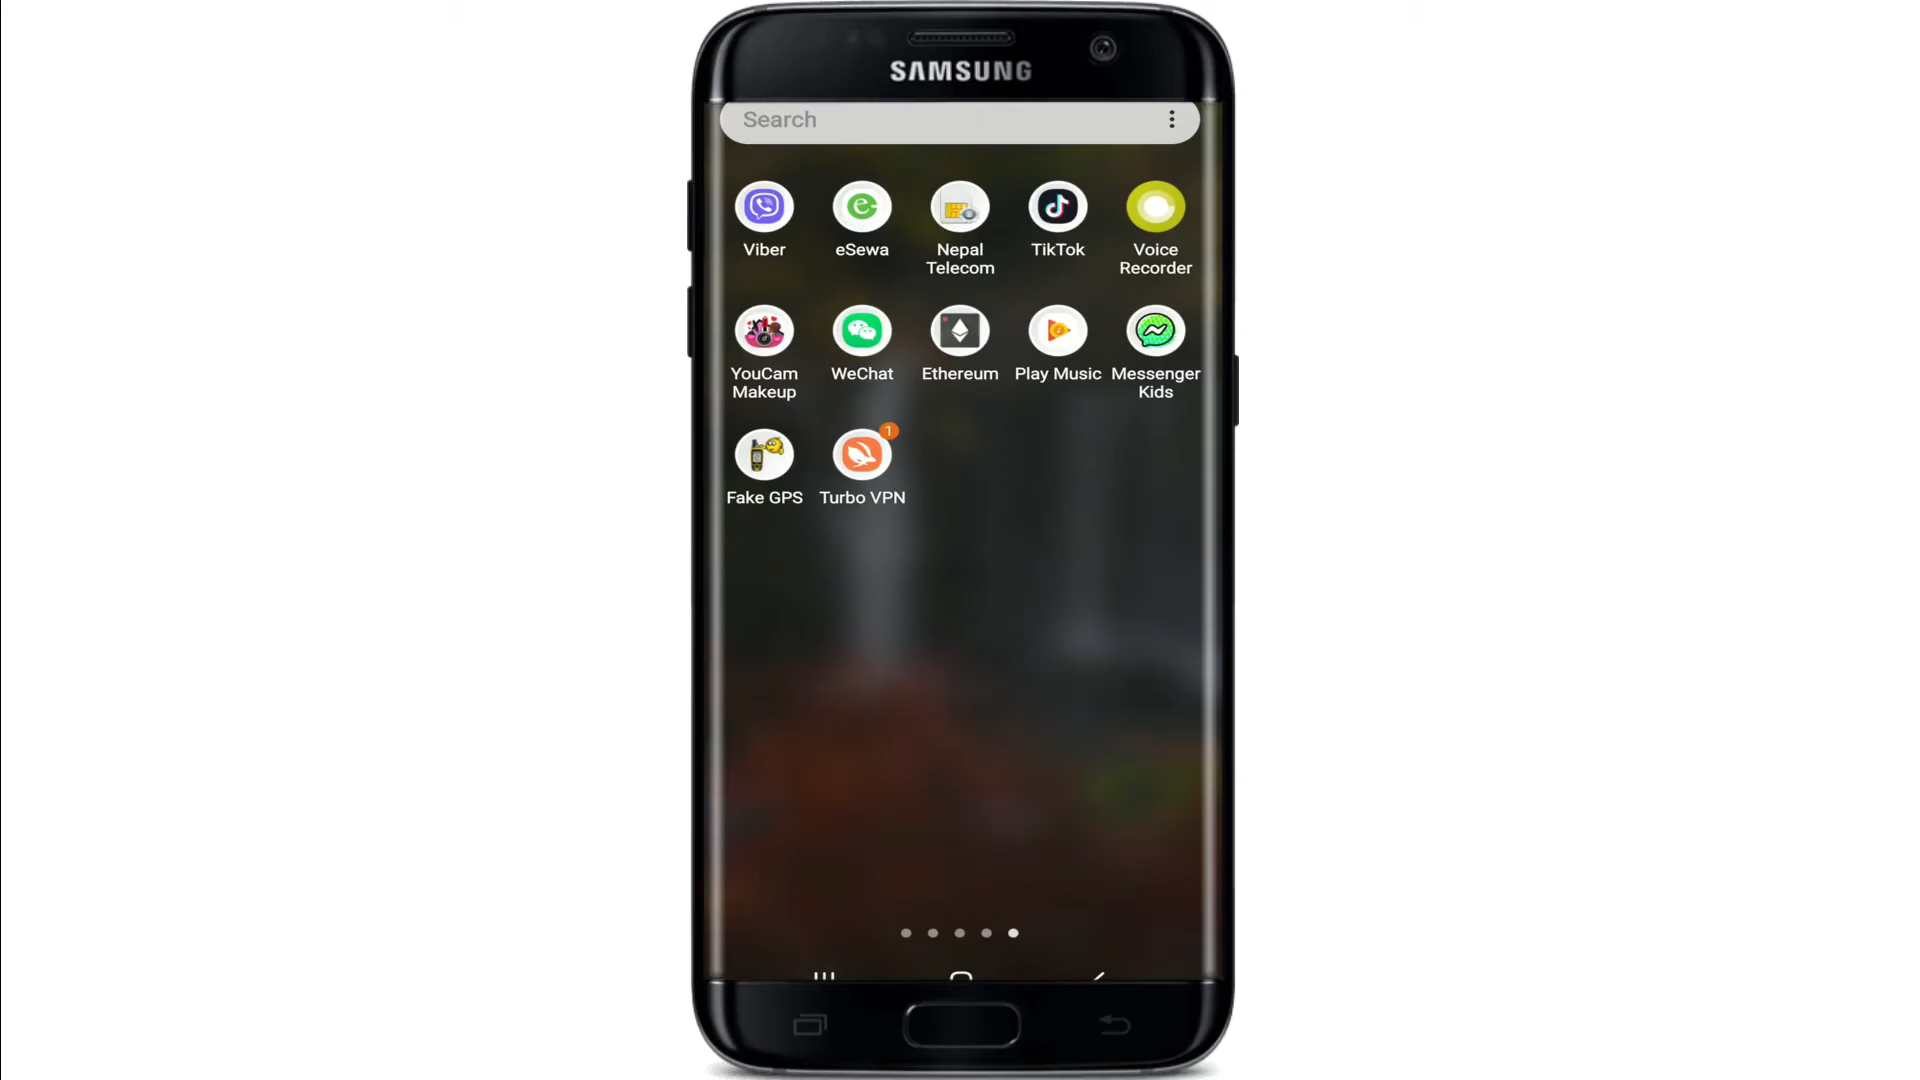 SAMSUNG
Search
Viber
eSewa
Nepal
Telecom
TikTok
Voice
Recorder
YouCam
Makeup
WeChat
Ethereum
Play Music
Messenger
Kids
1
Fake GPS
Turbo VPN